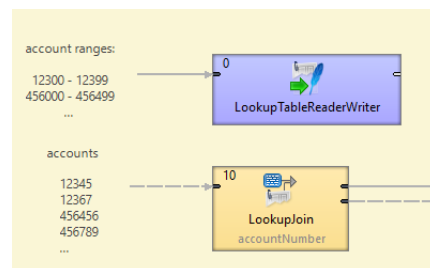 account ranges:
12300 - 12399
456000 - 456499
...
0
LookupTableReaderWriter
accounts
12345
12367
456456
456789
...
10
LookupJoin
accountNumber